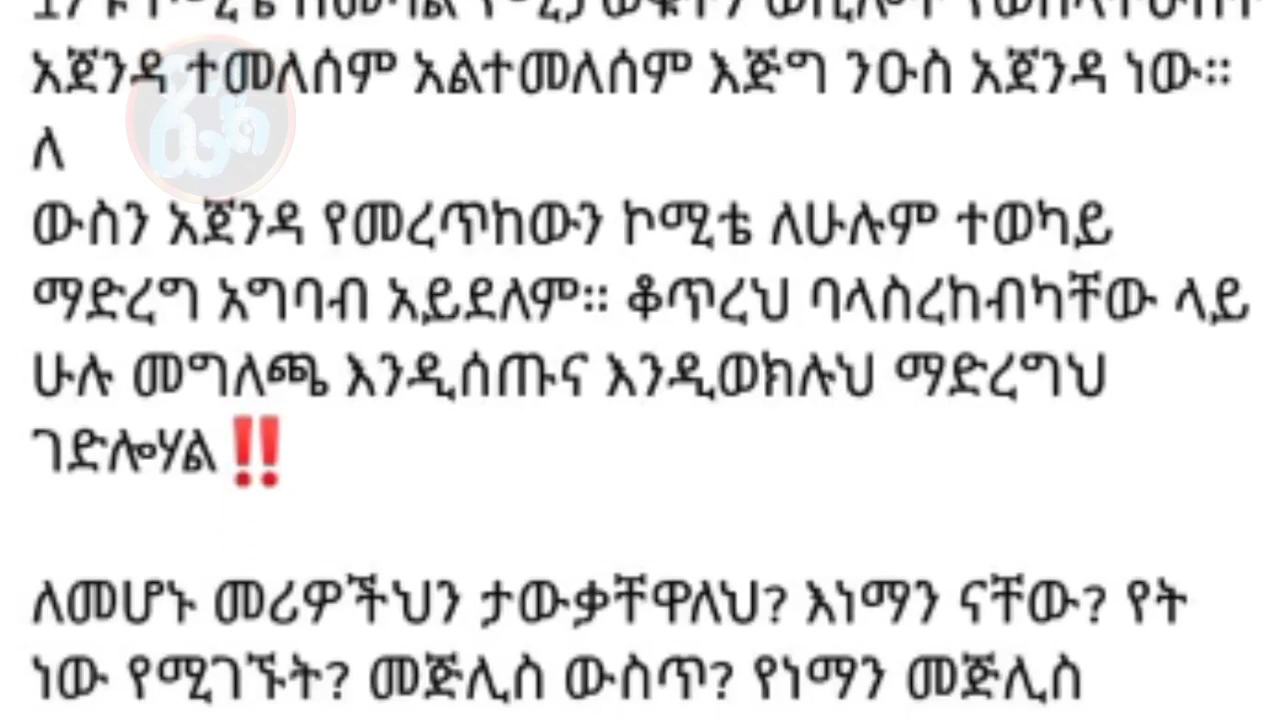 አጀንዳ ተመለሰም አልተመለሰም እጅግ ንዑስ አጀንዳ ነው።
ለ
ውስን አጀንዳ የመረጥከውን ኮሚቴ ለሁሉም ተወካይ
ማድረግ አግባብ አይደለም። ቆጥረህ ባላስረከብካቸው ላይ
ሁሉ መግለጫ እንዲሰጡና እንዲወክሉህ ማድረግህ
ገድሎሃል‼️
ለመሆኑ መሪዎችህን ታውቃቸዋለህ? እነማን ናቸው? የት
ነው የሚገኙት? መጅሊስ ውስጥ? የነማን መጅሊስ